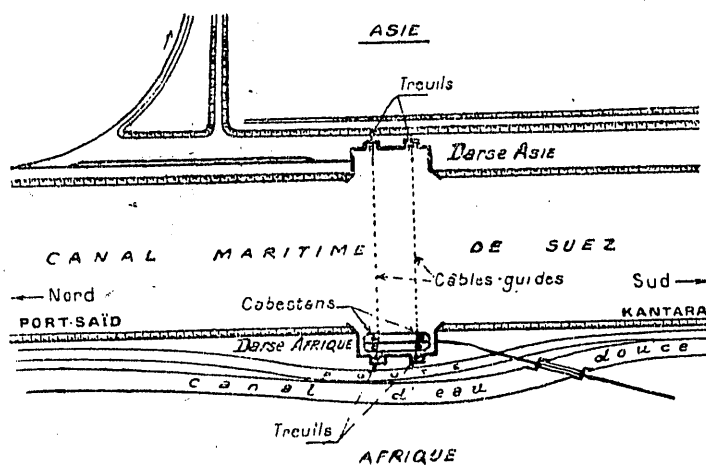 ASIE
Treuils
Darse ASIE
CANAL MARITIME DE SUEZ
Câbles-guides
Nord
Sud
Cabestans
PORT-SAÏD
KANTARA
Darse AFRIQUE
ROUTE
canal d'eau douce
Treuils
AFRIQUE